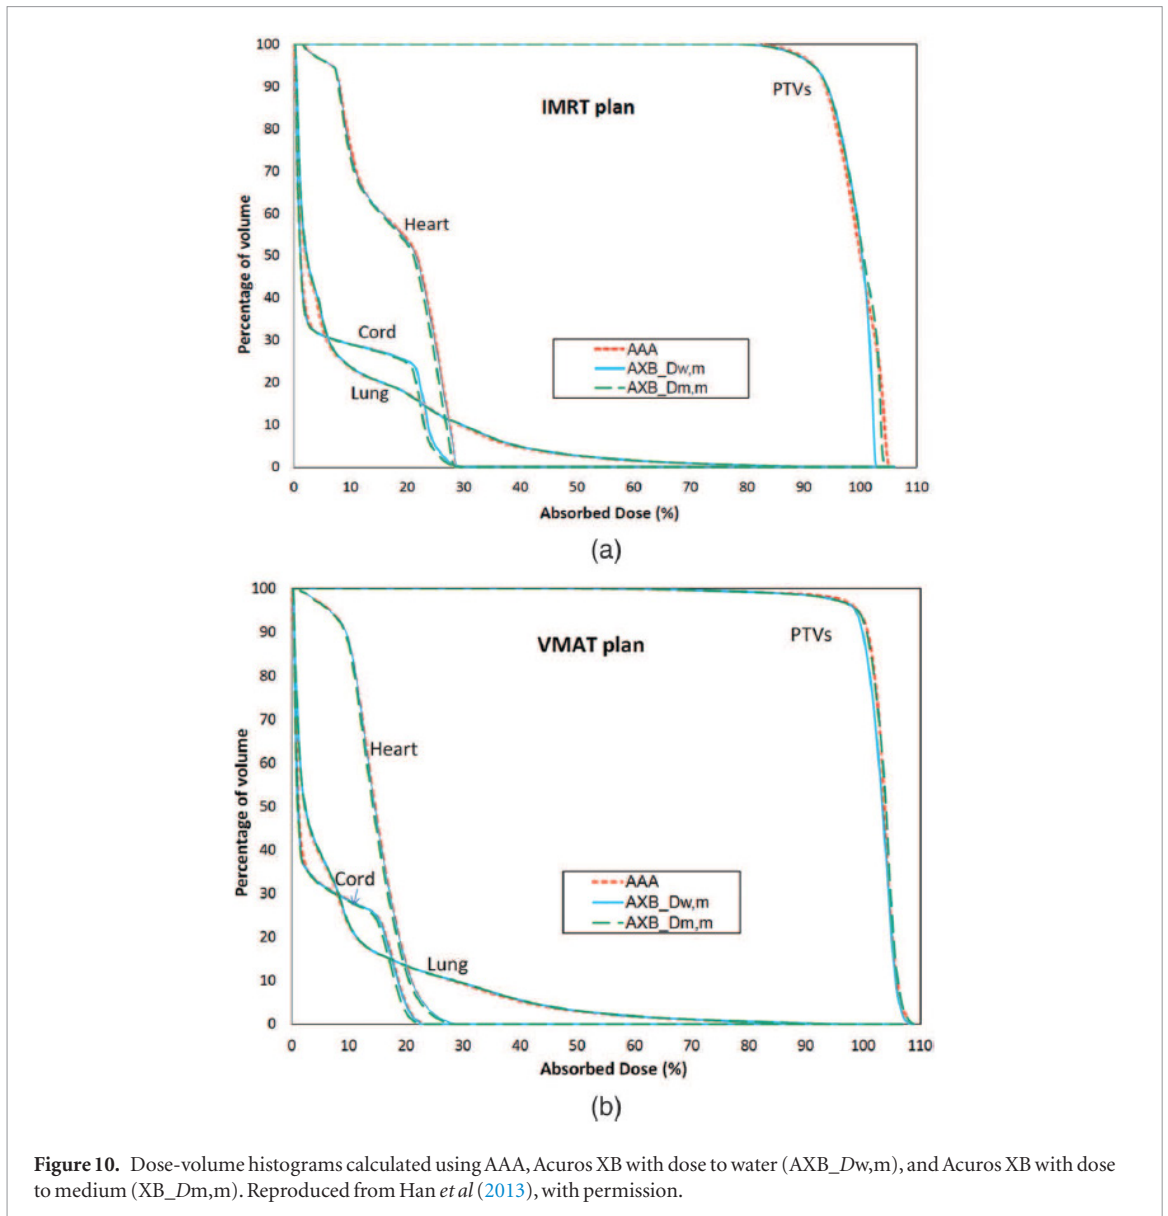 100
90
80
70
60
50
40
30
20
10
0
Percentage of volume
IMRT plan
PTVs
Heart
Cord
Lung
AAA
AXB_Dw,m
AXB_Dm,m
0 10 20 30 40 50 60 70 80 90 100 110
Absorbed Dose (%)
(a)
100
90
80
70
60
50
40
30
20
10
0
Percentage of volume
VMAT plan
PTVs
Heart
Cord
Lung
AAA
AXB_Dw,m
AXB_Dm,m
0 10 20 30 40 50 60 70 80 90 100 110
Absorbed Dose (%)
(b)
Figure 10. Dose-volume histograms calculated using AAA, Acuros XB with dose to water (AXB_Dw,m), and Acuros XB with dose
to medium (XB_Dm,m). Reproduced from Han et al (2013), with permission.